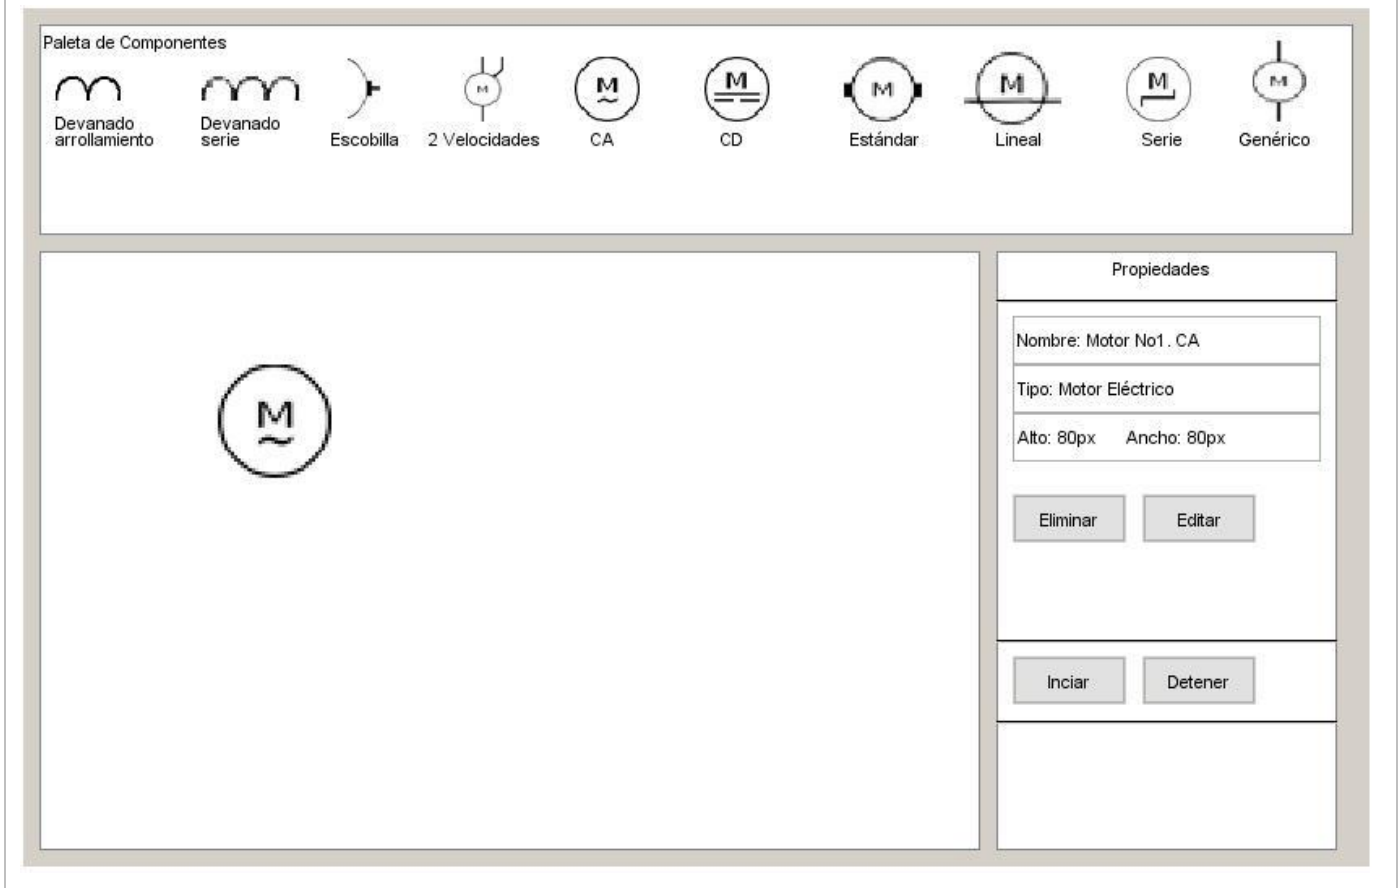 Paleta de Componentes
M
M
M
M
M
M
M
Devanado
arrollamiento
Devanado
serie
Escobilla
2 Velocidades
CA
CD
Estándar
Lineal
Serie
Genérico
Propiedades
Nombre: Motor No1. CA
Tipo: Motor Eléctrico
Alto: 80px Ancho: 80px
M
Eliminar Editar
Inciar Detener